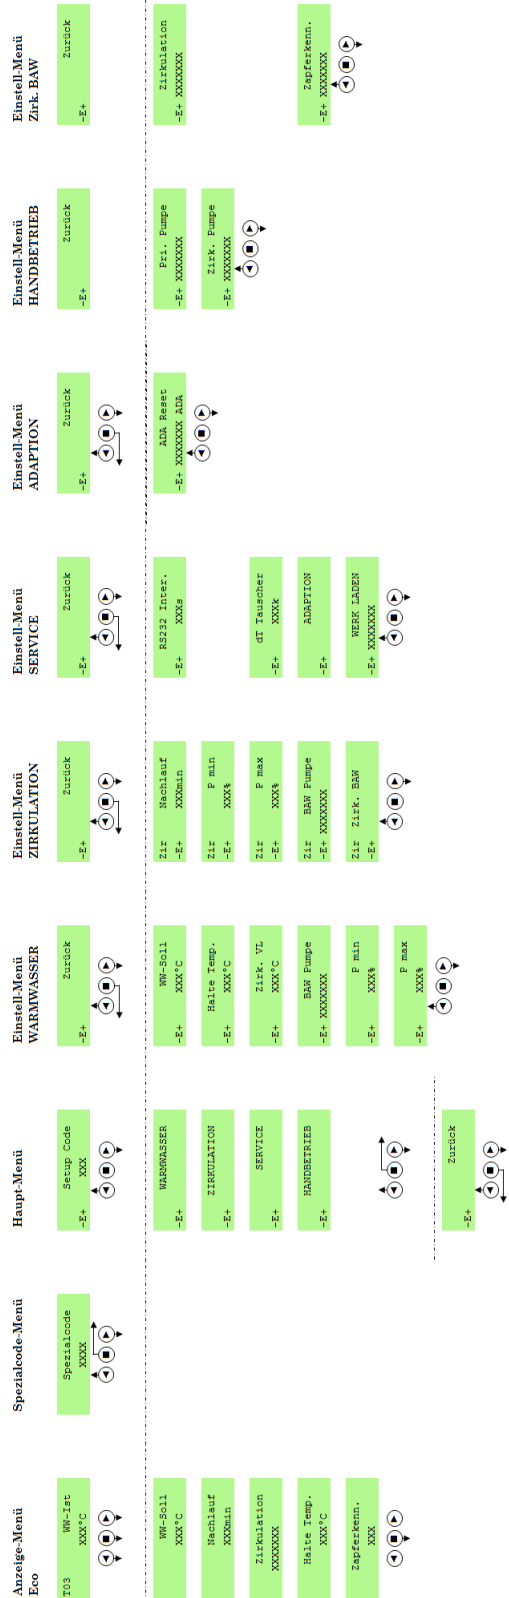 Anzeige-Menü
Eco
T03 WW-Ist
XXX°C
WW-Soll
XXX°C
Nachlauf
XXXmin
Zirkulation
XXXXXXX
Halte Temp.
XXX°C
Zapferkenn.
XXX
Spezialcode-Menü
Spezialcode
XXXX
Haupt-Menü
Setup Code
-E+ XXX
WARMWASSER
-E+
ZIRKULATION
-E+
SERVICE
-E+
HANDBETRIEB
-E+
Zurück
-E+
Einstell-Menü
WARMWASSER
Zurück
-E+
WW-Soll
-E+ XXX°C
Halte Temp.
-E+ XXX°C
Zirk. VL
-E+ XXX°C
BAW Pumpe
-E+ XXXXXXX
P min
-E+ XXX%
P max
-E+ XXX%
Einstell-Menü
ZIRKULATION
Zurück
-E+
Zir Nachlauf
-E+ XXXmin
Zir P min
-E+ XXX%
Zir P max
-E+ XXX%
Zir BAW Pumpe
-E+ XXXXXXX
Zir Zirk. BAW
-E+
Einstell-Menü
SERVICE
Zurück
-E+
RS232 Inter.
-E+ XXXs
dT Tauscher
-E+ XXXk
ADAPTION
-E+
WERK LADEN
-E+ XXXXXXX
Einstell-Menü
ADAPTION
Zurück
-E+
ADA Reset
-E+ XXXXXXX ADA
Einstell-Menü
HANDBETRIEB
Zurück
-E+
Pri. Pumpe
-E+ XXXXXXX
Zirk. Pumpe
-E+ XXXXXXX
Einstell-Menü
Zirk. BAW
Zurück
-E+
Zirkulation
-E+ XXXXXXX
Zapferkenn.
-E+ XXXXXXX